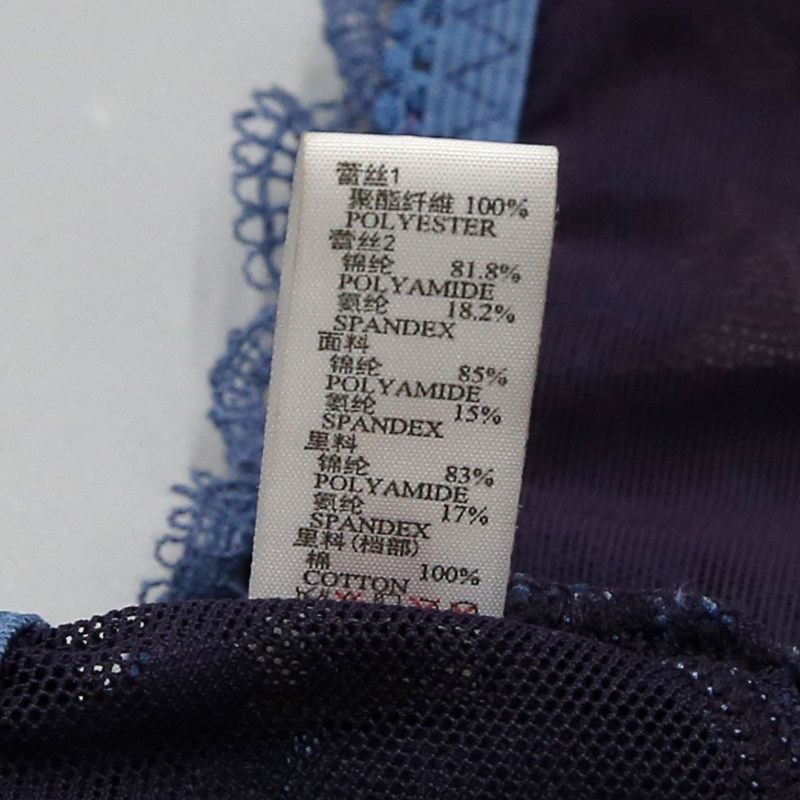 蕾丝1
聚酯纤維 100%
POLYESTER
蕾丝2
锦纶 81.8%
POLYAMIDE
氨纶 18.2%
SPANDEX
面料
锦纶 85%
POLYAMIDE
氨纶 15%
SPANDEX
里料
锦纶 83%
POLYAMIDE
氨纶 17%
SPANDEX
里料(档部)
棉 100%
COTTON